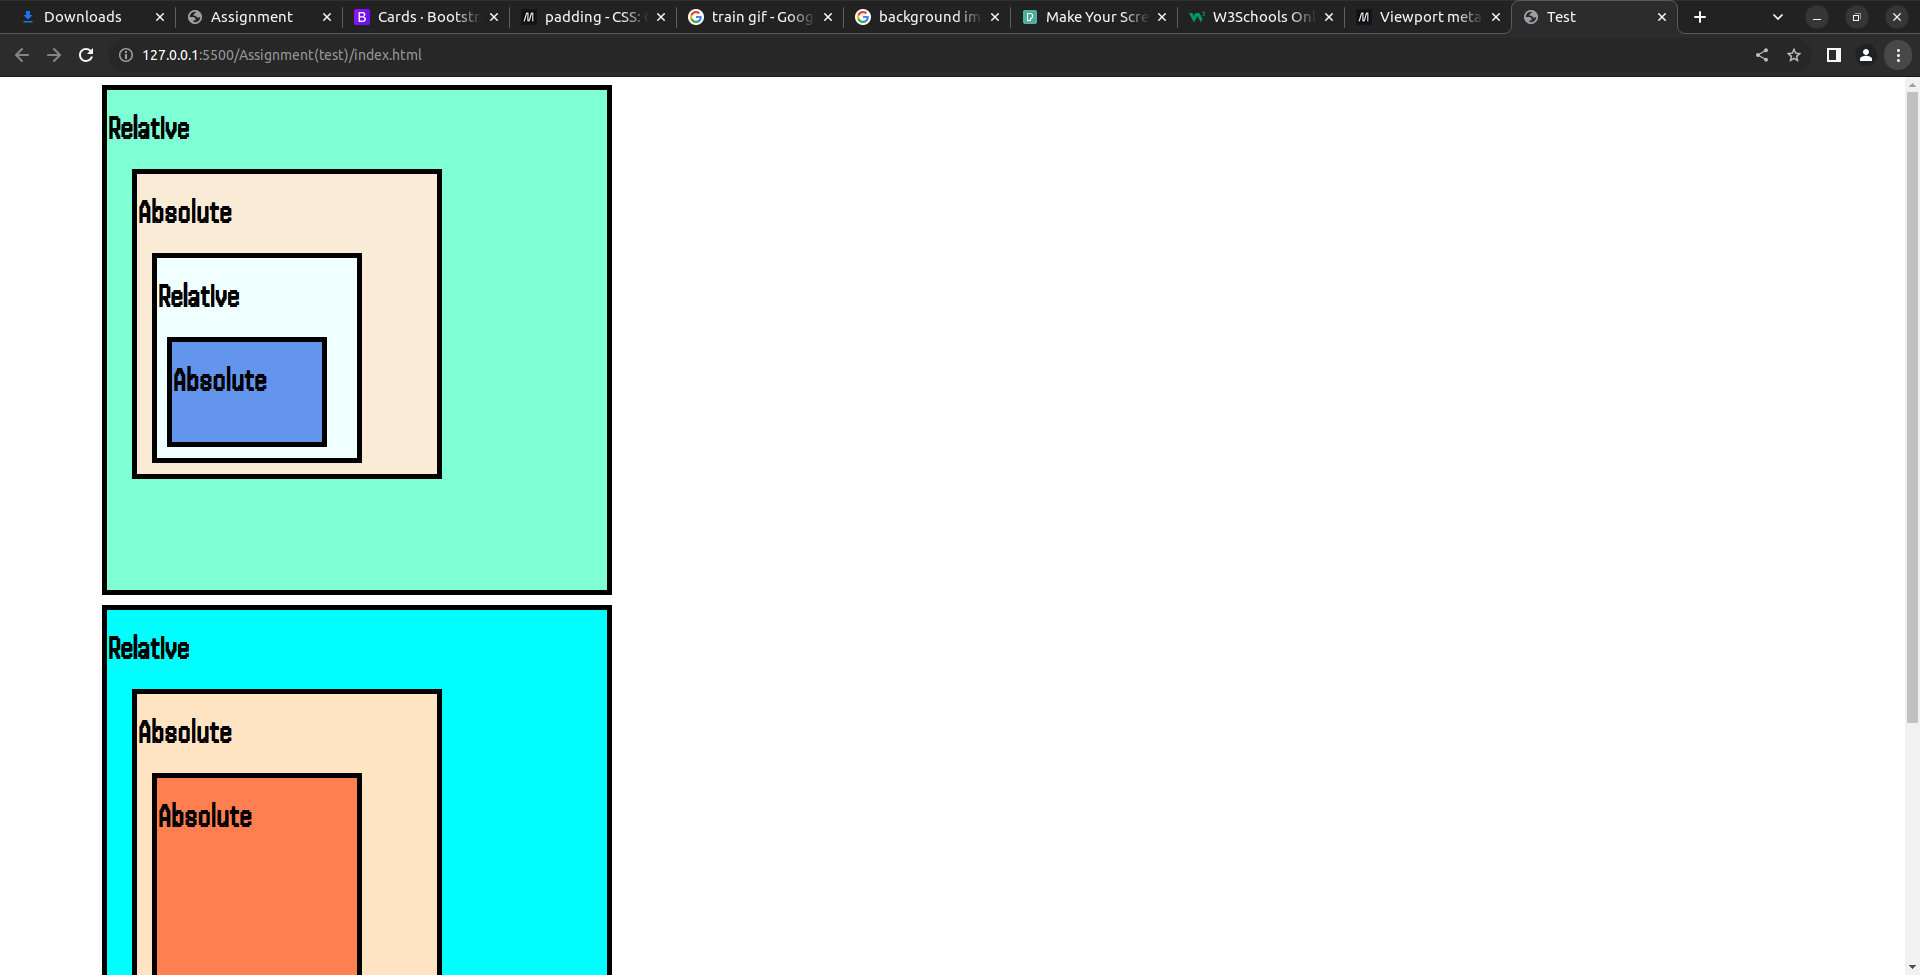 Downloads
Assignment
Cards · Bootstr
padding - CSS:
train gif - Goog
background im
Make Your Scre
W3Schools Onl
Viewport meta
Test
127.0.0.1:5500/Assignment(test)/index.html
Relative
Absolute
Relative
Absolute
Relative
Absolute
Absolute